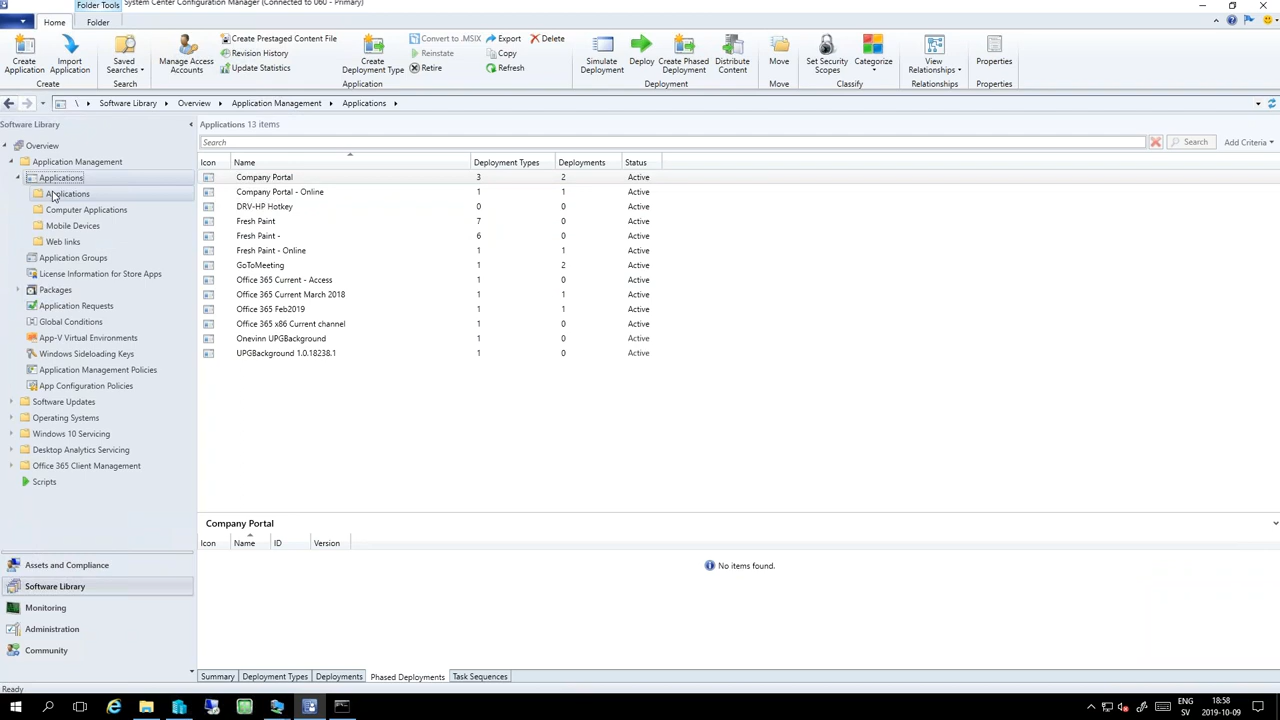 Folder Tools
System Center Configuration Manager (Connected to 060 - Primary)
Home
Folder
Create Application
Import Application
Create
Saved Searches
Search
Manage Access Accounts
Create Prestaged Content File
Revision History
Update Statistics
Create Deployment Type
Application
Convert to .MSIX
Reinstate
Retire
Export
Copy
Refresh
Delete
Simulate Deployment
Deploy
Create Phased Deployment
Distribute Content
Deployment
Move
Move
Set Security Scopes
Categorize
Classify
View Relationships
Relationships
Properties
Properties
\ Software Library Overview Application Management Applications
Software Library
Overview
Application Management
Applications
Applications
Computer Applications
Mobile Devices
Web links
Application Groups
License Information for Store Apps
Packages
Application Requests
Global Conditions
App-V Virtual Environments
Windows Sideloading Keys
Application Management Policies
App Configuration Policies
Software Updates
Operating Systems
Windows 10 Servicing
Desktop Analytics Servicing
Office 365 Client Management
Scripts
Assets and Compliance
Software Library
Monitoring
Administration
Community
Applications 13 items
Search
Search
Add Criteria
Icon Name Deployment Types Deployments Status
Company Portal 3 2 Active
Company Portal - Online 1 1 Active
DRV-HP Hotkey 0 0 Active
Fresh Paint 7 0 Active
Fresh Paint - 6 0 Active
Fresh Paint - Online 1 1 Active
GoToMeeting 1 2 Active
Office 365 Current - Access 1 0 Active
Office 365 Current March 2018 1 1 Active
Office 365 Feb2019 1 1 Active
Office 365 x86 Current channel 1 0 Active
Onevinn UPGBackground 1 0 Active
UPGBackground 1.0.18238.1 1 0 Active
Company Portal
Icon Name ID Version
No items found.
Summary Deployment Types Deployments Phased Deployments Task Sequences
Ready
ENG
SV
18:58
2019-10-09